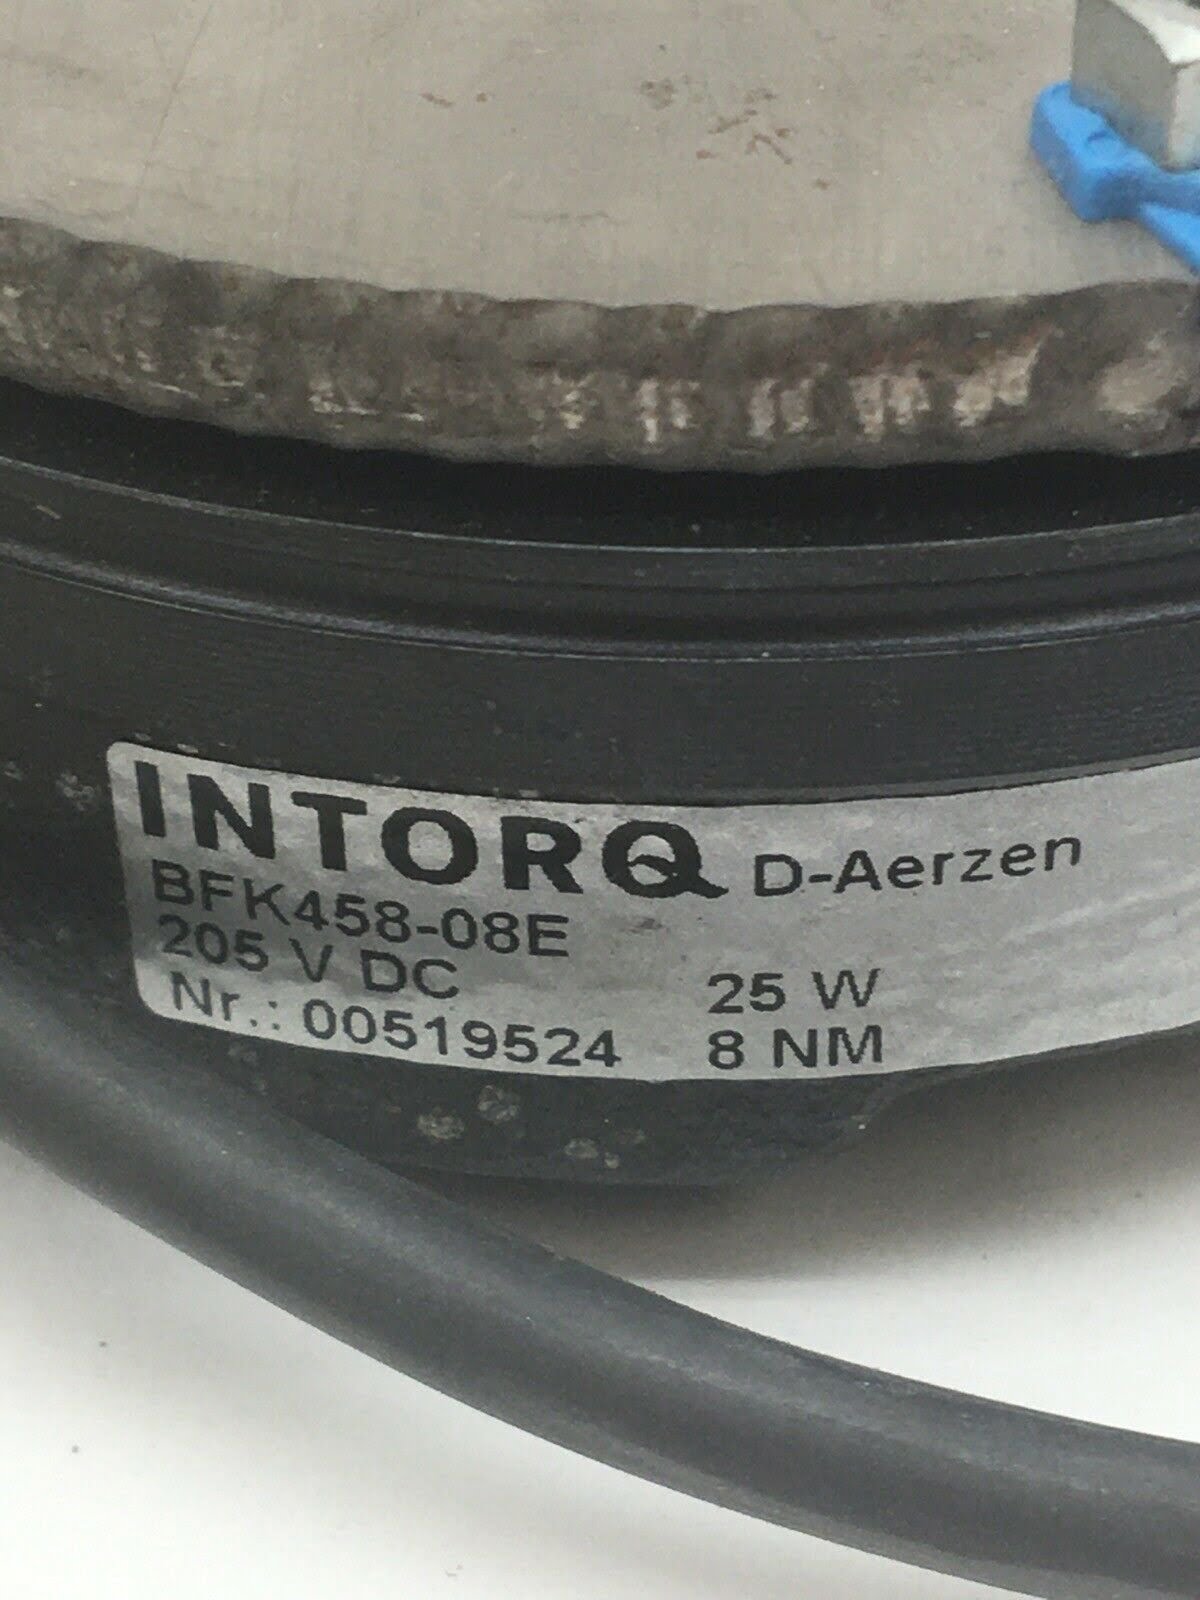 INTORQ D-Aerzen
BFK458-08E
205 V DC 25 W
Nr.: 00519524 8 NM